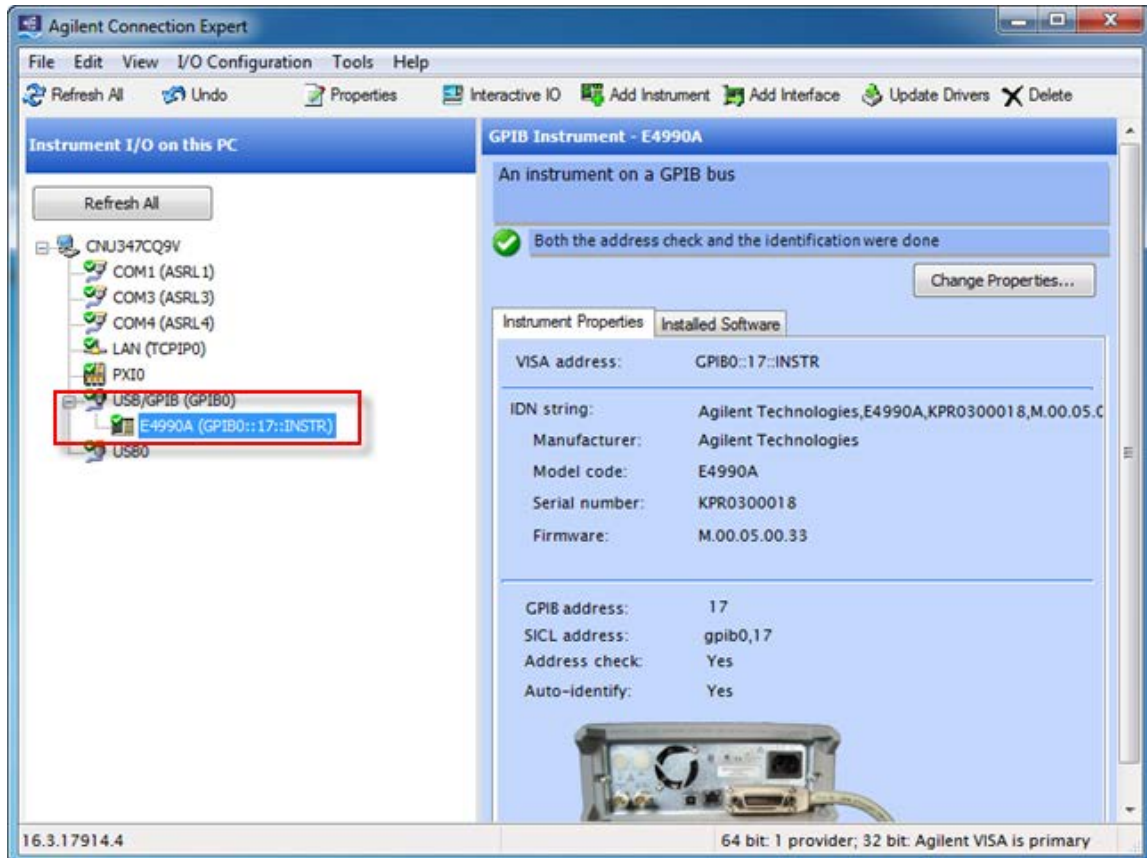 Agilent Connection Expert
File Edit View I/O Configuration Tools Help
Refresh All Undo Properties Interactive IO Add Instrument Add Interface Update Drivers Delete
Instrument I/O on this PC
Refresh All
CNU347CQ9V
COM1 (ASRL1)
COM3 (ASRL3)
COM4 (ASRL4)
LAN (TCPIP0)
PXI0
USB/GPIB (GPIB0)
E4990A (GPIB0::17::INSTR)
USB0
GPIB Instrument - E4990A
An instrument on a GPIB bus
Both the address check and the identification were done
Change Properties...
Instrument Properties Installed Software
VISA address: GPIB0::17::INSTR
IDN string: Agilent Technologies,E4990A,KPR0300018,M.00.05.0
Manufacturer: Agilent Technologies
Model code: E4990A
Serial number: KPR0300018
Firmware: M.00.05.00.33
GPIB address: 17
SICL address: gpib0,17
Address check: Yes
Auto-identify: Yes
16.3.17914.4 64 bit: 1 provider; 32 bit: Agilent VISA is primary